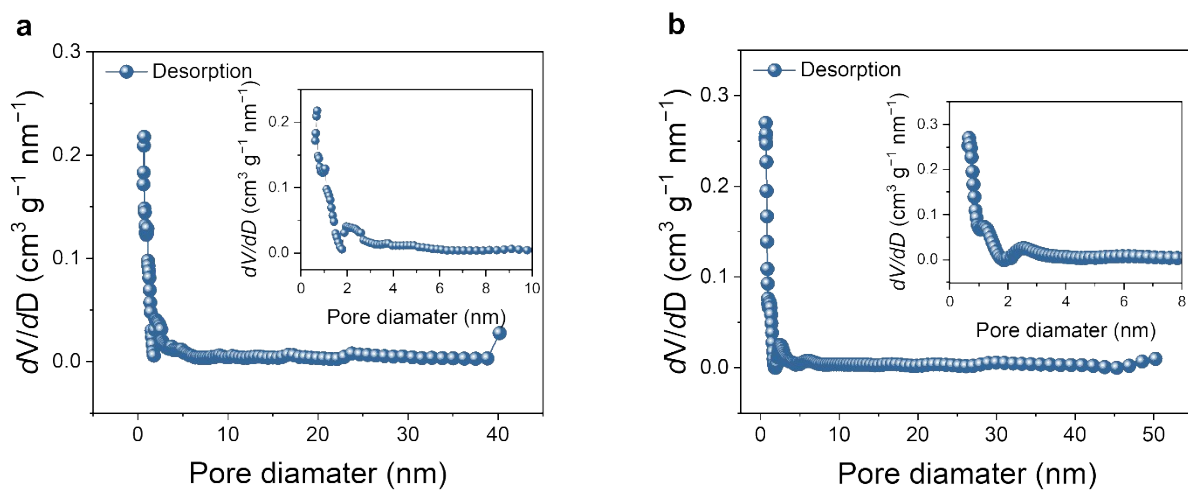 a
0.3
0.2
0.1
0.0
dV/dD (cm³ g⁻¹ nm⁻¹)
Desorption
0.2
0.1
0.0
dV/dD (cm³ g⁻¹ nm⁻¹)
0 2 4 6 8 10
Pore diamater (nm)
0 10 20 30 40
Pore diamater (nm)
b
0.3
0.2
0.1
0.0
dV/dD (cm³ g⁻¹ nm⁻¹)
Desorption
0.3
0.2
0.1
0.0
dV/dD (cm³ g⁻¹ nm⁻¹)
0 2 4 6 8
Pore diamater (nm)
0 10 20 30 40 50
Pore diamater (nm)